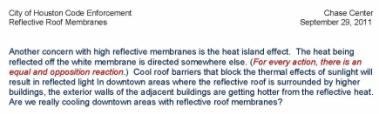 City of Houston Code Enforcement
Chase Center
Reflective Roof Membranes
September 29, 2011
Another concern with high reflective membranes is the heat island effect. The heat being
reflected off the white membrane is directed somewhere else. (For every action, there is an
equal and opposition reaction.) Cool roof barriers that block the thermal effects of sunlight will
result in reflected light In downtown areas where the reflective roof is surrounded by higher
buildings, the exterior walls of the adjacent buildings are getting hotter from the reflective heat.
Are we really cooling downtown areas with reflective roof membranes?